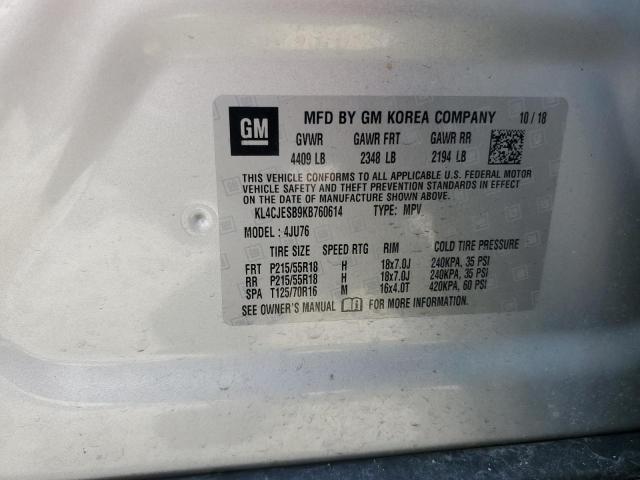 GM MFD BY GM KOREA COMPANY 10 / 18
GVWR GAWR FRT GAWR RR
4409 LB 2348 LB 2194 LB
THIS VEHICLE CONFORMS TO ALL APPLICABLE U.S. FEDERAL MOTOR
VEHICLE SAFETY AND THEFT PREVENTION STANDARDS IN EFFECT
ON THE DATE OF MANUFACTURE SHOWN ABOVE.
KL4CJESB9KB760614 TYPE: MPV
MODEL : 4JU76
TIRE SIZE SPEED RTG RIM COLD TIRE PRESSURE
FRT P215/55R18 H 18x7.0J 240KPA, 35 PSI
RR P215/55R18 H 18x7.0J 240KPA, 35 PSI
SPA T125/70R16 M 16x4.0T 420KPA, 60 PSI
SEE OWNER'S MANUAL FOR MORE INFORMATION.